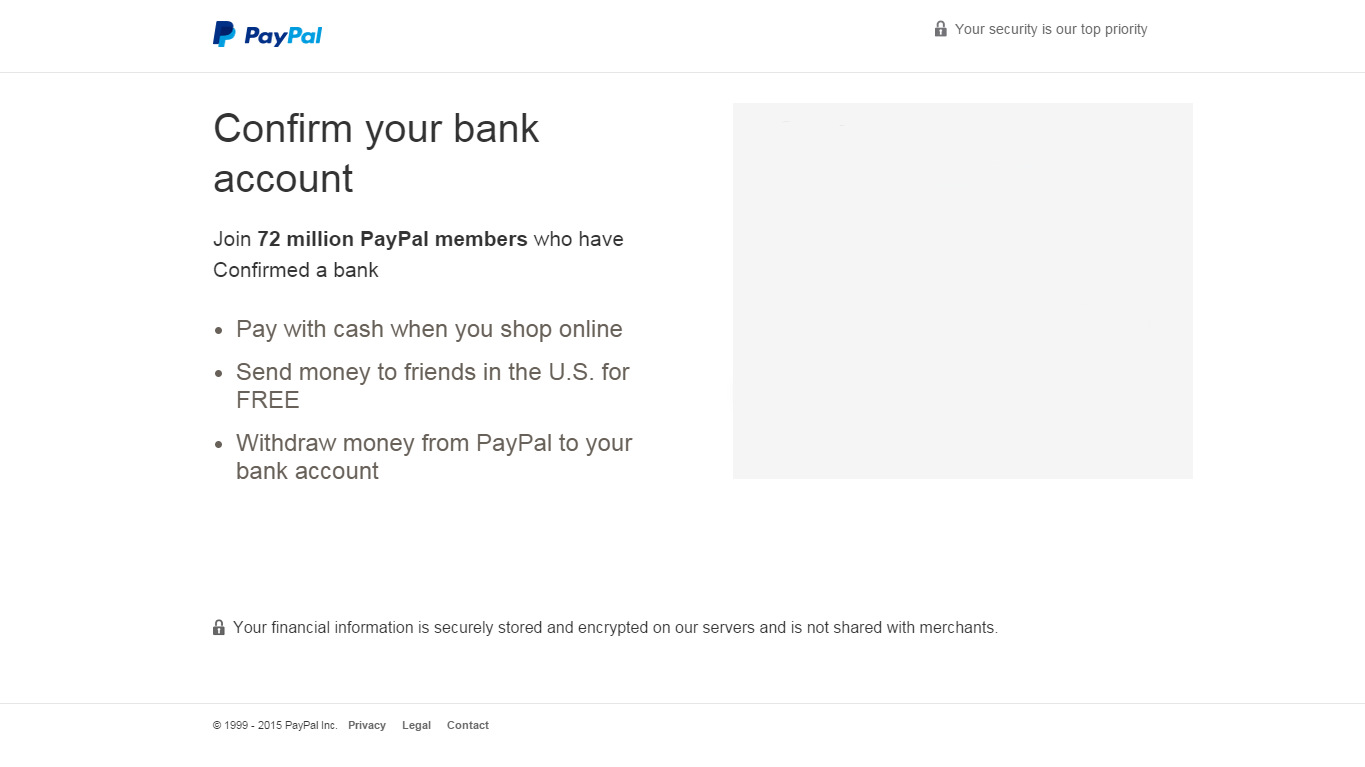 PayPal
Your security is our top priority
Confirm your bank
account
Join 72 million PayPal members who have
Confirmed a bank
• Pay with cash when you shop online
• Send money to friends in the U.S. for
FREE
• Withdraw money from PayPal to your
bank account
Your financial information is securely stored and encrypted on our servers and is not shared with merchants.
© 1999 - 2015 PayPal Inc. Privacy Legal Contact